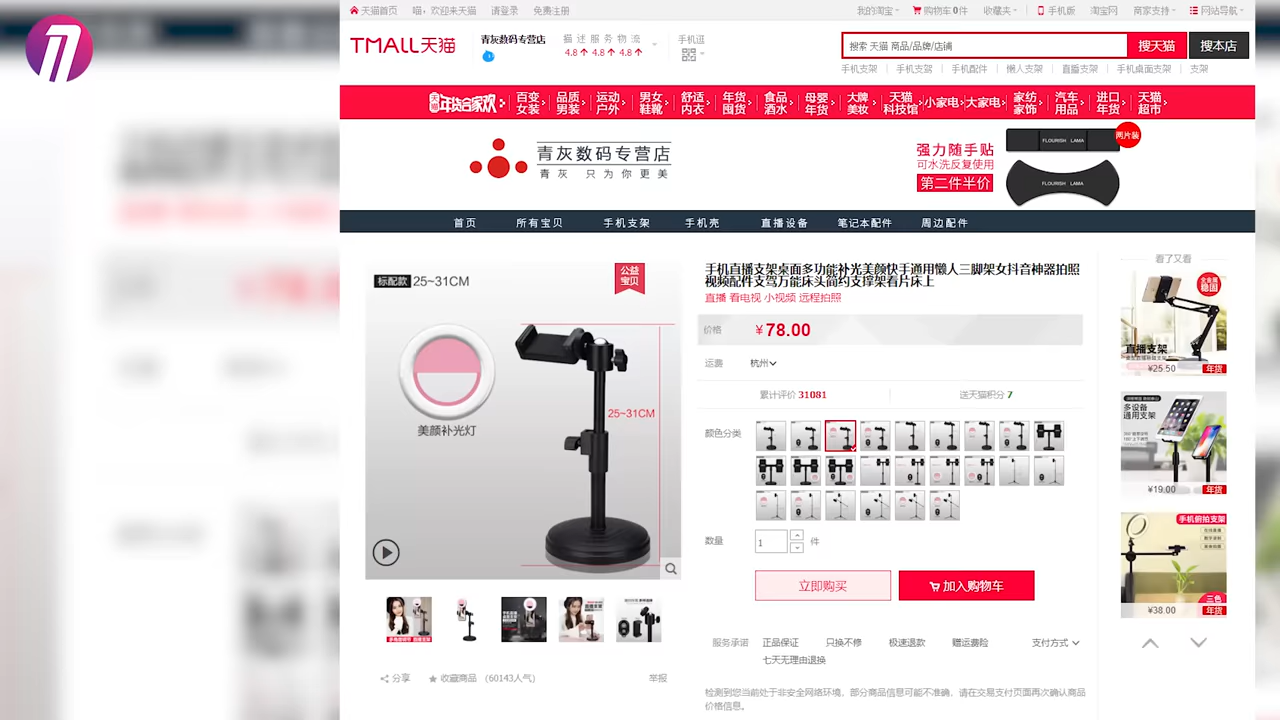 天猫首页 喵，欢迎来天猫 请登录 免费注册 我的淘宝 购物车0件 收藏夹 手机版 淘宝网 商家支持 网站导航
TMALL天猫 青灰数码专营店 描 述 服 务 物 流 手机逛
4.8 4.8 4.8
搜索 天猫 商品/品牌/店铺 搜天猫 搜本店
手机支架 手机支驾 手机配件 懒人支架 直播支架 手机桌面支架 支架
年货合家欢 百变女装 品质男装 运动户外 男女鞋靴 舒适内衣 年货囤货 食品酒水 母婴年货 大牌美妆 天猫科技馆 小家电 大家电 家纺家饰 汽车用品 进口年货 天猫超市
青灰数码专营店
青灰 只为你更美
强力随手贴
可水洗反复使用
第二件半价
FLOURISH LAMA
两片装
FLOURISH LAMA
首页 所有宝贝 手机支架 手机壳 直播设备 笔记本配件 周边配件
标配款 25~31CM
公益宝贝
25~31CM
美颜补光灯
分享 收藏商品 (60143人气) 举报
手机直播支架桌面多功能补光美颜快手通用懒人三脚架女抖音神器拍照
视频配件支驾万能床头简约支撑架看片床上
直播 看电视 小视频 远程拍照
价格 ¥78.00
运费 杭州
累计评价 31081 送天猫积分 7
颜色分类
数量 1 件
立即购买 加入购物车
服务承诺 正品保证 只换不修 极速退款 赠运费险 支付方式
七天无理由退换
检测到您当前处于非安全网络环境，部分商品信息可能不准确，请在交易支付页面再次确认商品
价格信息。
看了又看
全金属
稳固
直播支架
¥25.50 年货
多设备
通用支架
¥19.00 年货
手机俯拍支架
三色
¥38.00 年货